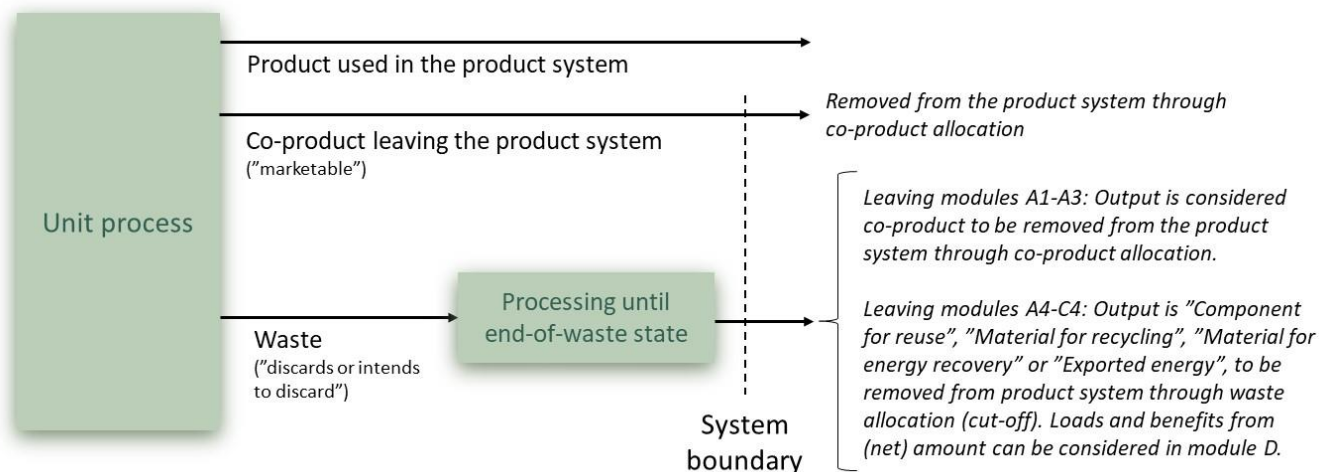 Unit process
Product used in the product system
Co-product leaving the product system
(”marketable”)
Removed from the product system through
co-product allocation
Waste
(”discards or intends
to discard”)
Processing until
end-of-waste state
System
boundary
Leaving modules A1-A3: Output is considered
co-product to be removed from the product
system through co-product allocation.
Leaving modules A4-C4: Output is ”Component
for reuse”, ”Material for recycling”, ”Material for
energy recovery” or ”Exported energy”, to be
removed from product system through waste
allocation (cut-off). Loads and benefits from
(net) amount can be considered in module D.